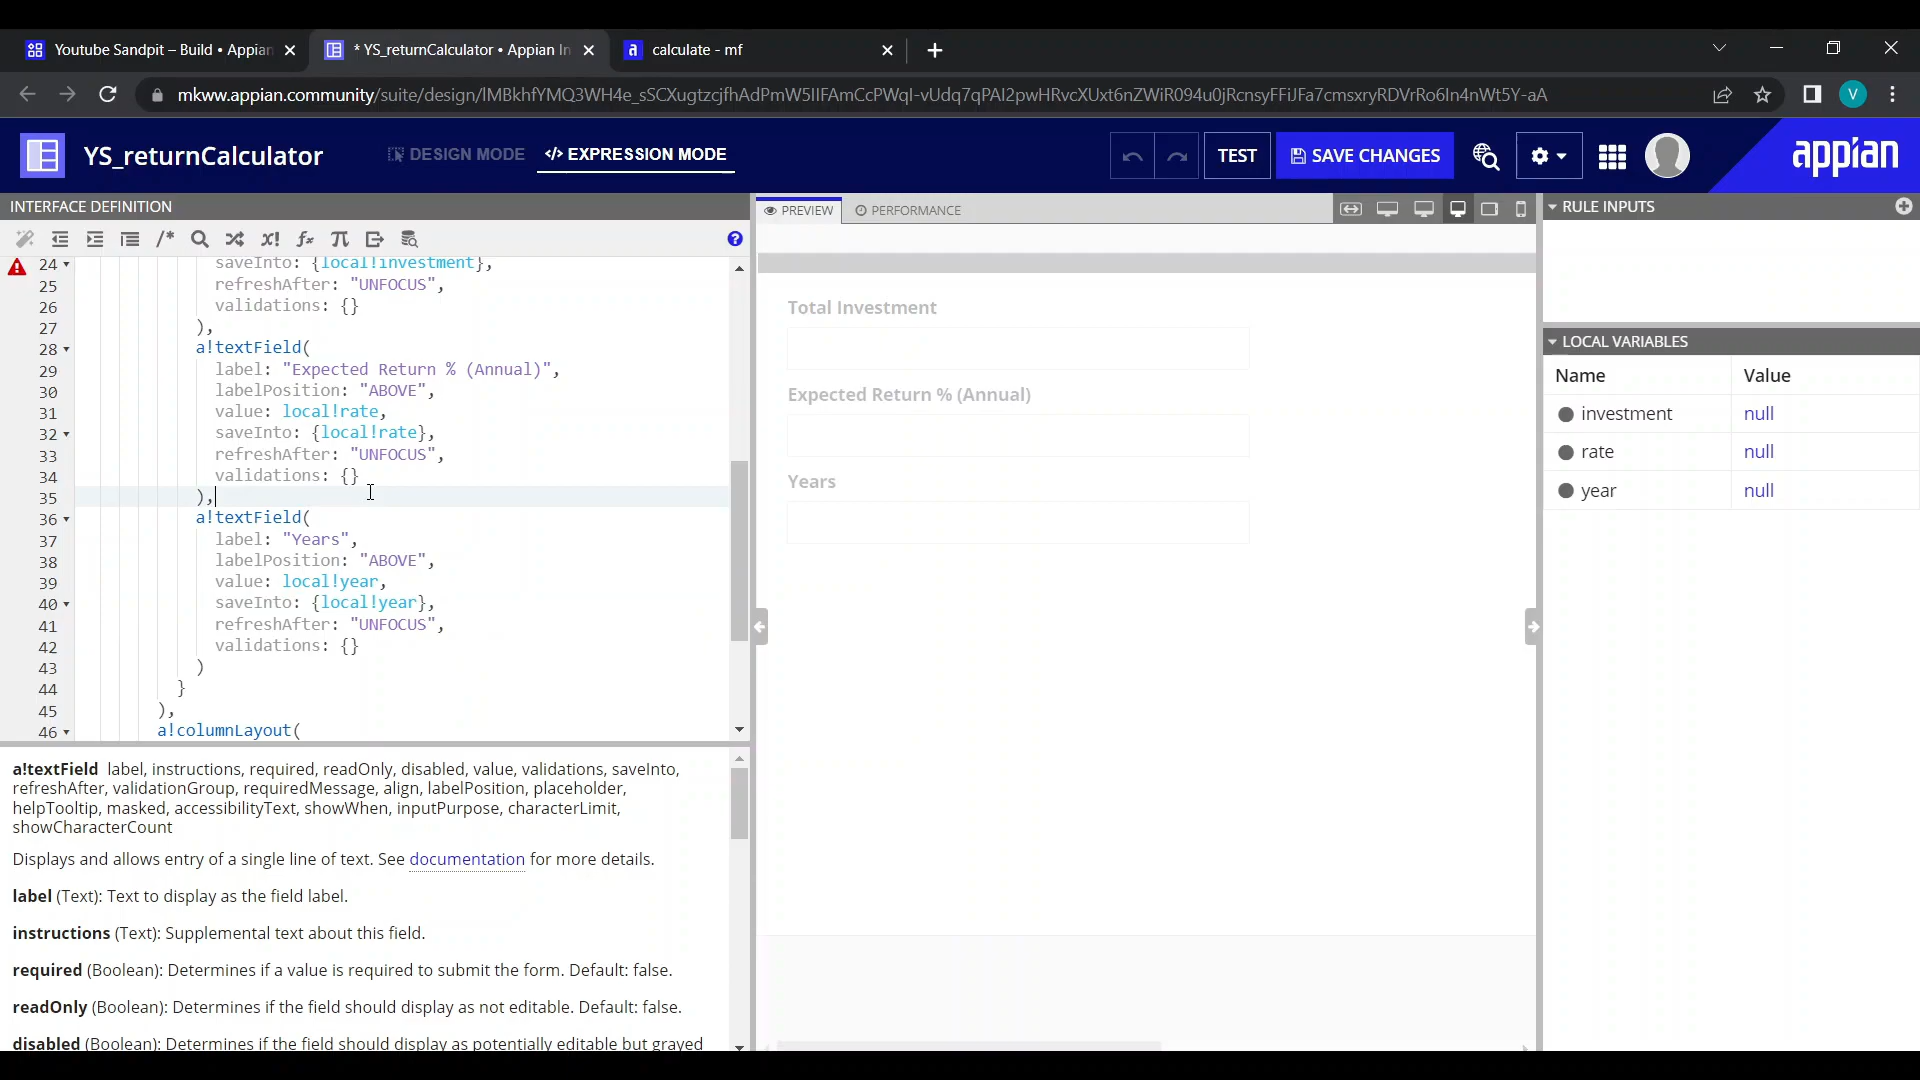 Youtube Sandpit – Build • Appian
* YS_returnCalculator • Appian In
calculate - mf
mkww.appian.community/suite/design/
YS_returnCalculator
DESIGN MODE
</> EXPRESSION MODE
TEST
SAVE CHANGES
appian
INTERFACE DEFINITION
PREVIEW
PERFORMANCE
RULE INPUTS
24 saveInto: {local!investment},
25 refreshAfter: "UNFOCUS",
26 validations: {}
27 ),
28 a!textField(
29 label: "Expected Return % (Annual)",
30 labelPosition: "ABOVE",
31 value: local!rate,
32 saveInto: {local!rate},
33 refreshAfter: "UNFOCUS",
34 validations: {}
35 ),
36 a!textField(
37 label: "Years",
38 labelPosition: "ABOVE",
39 value: local!year,
40 saveInto: {local!year},
41 refreshAfter: "UNFOCUS",
42 validations: {}
43 )
44 }
45 ),
46 a!columnLayout(
Total Investment
Expected Return % (Annual)
Years
LOCAL VARIABLES
Name Value
investment null
rate null
year null
a!textField label, instructions, required, readOnly, disabled, value, validations, saveInto,
refreshAfter, validationGroup, requiredMessage, align, labelPosition, placeholder,
helpTooltip, masked, accessibilityText, showWhen, inputPurpose, characterLimit,
showCharacterCount
Displays and allows entry of a single line of text. See documentation for more details.
label (Text): Text to display as the field label.
instructions (Text): Supplemental text about this field.
required (Boolean): Determines if a value is required to submit the form. Default: false.
readOnly (Boolean): Determines if the field should display as not editable. Default: false.
disabled (Boolean): Determines if the field should display as potentially editable but grayed